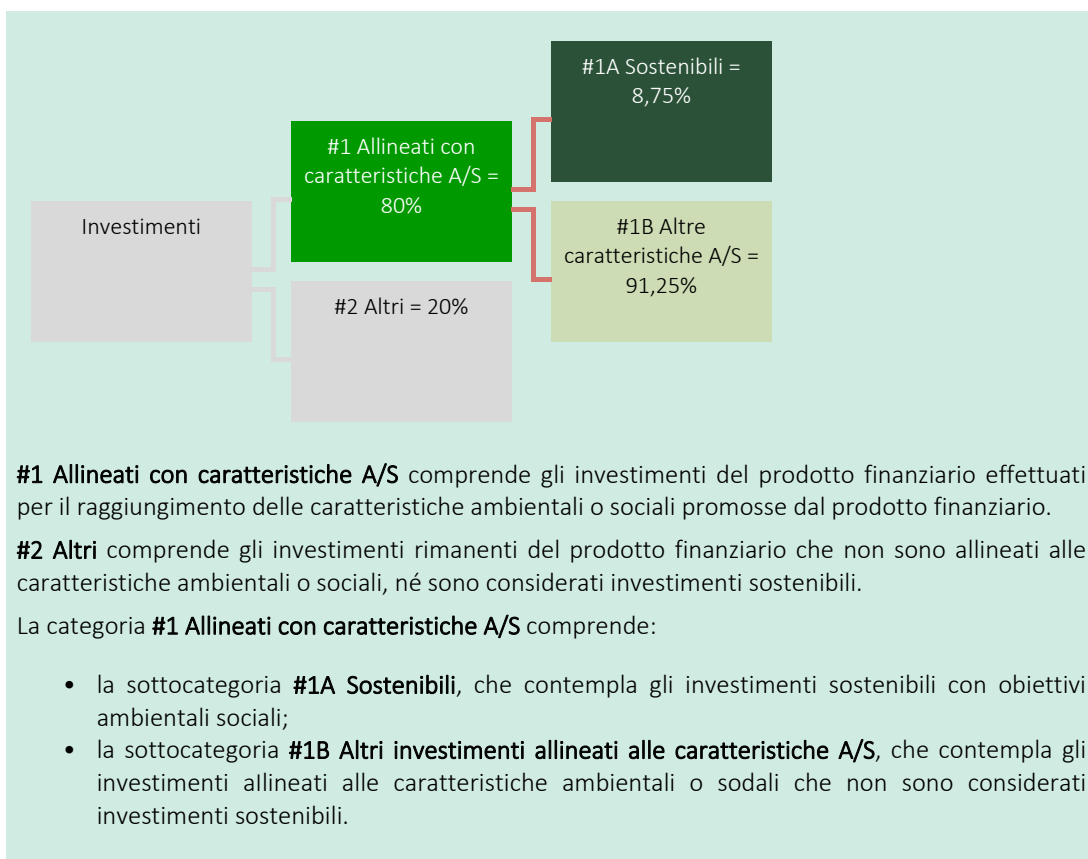 #1A Sostenibili =
8,75%
#1 Allineati con
caratteristiche A/S =
80%
Investimenti
#1B Altre
caratteristiche A/S =
91,25%
#2 Altri = 20%
#1 Allineati con caratteristiche A/S comprende gli investimenti del prodotto finanziario effettuati
per il raggiungimento delle caratteristiche ambientali o sociali promosse dal prodotto finanziario.
#2 Altri comprende gli investimenti rimanenti del prodotto finanziario che non sono allineati alle
caratteristiche ambientali o sociali, né sono considerati investimenti sostenibili.
La categoria #1 Allineati con caratteristiche A/S comprende:
• la sottocategoria #1A Sostenibili, che contempla gli investimenti sostenibili con obiettivi
ambientali sociali;
• la sottocategoria #1B Altri investimenti allineati alle caratteristiche A/S, che contempla gli
investimenti allineati alle caratteristiche ambientali o sodali che non sono considerati
investimenti sostenibili.